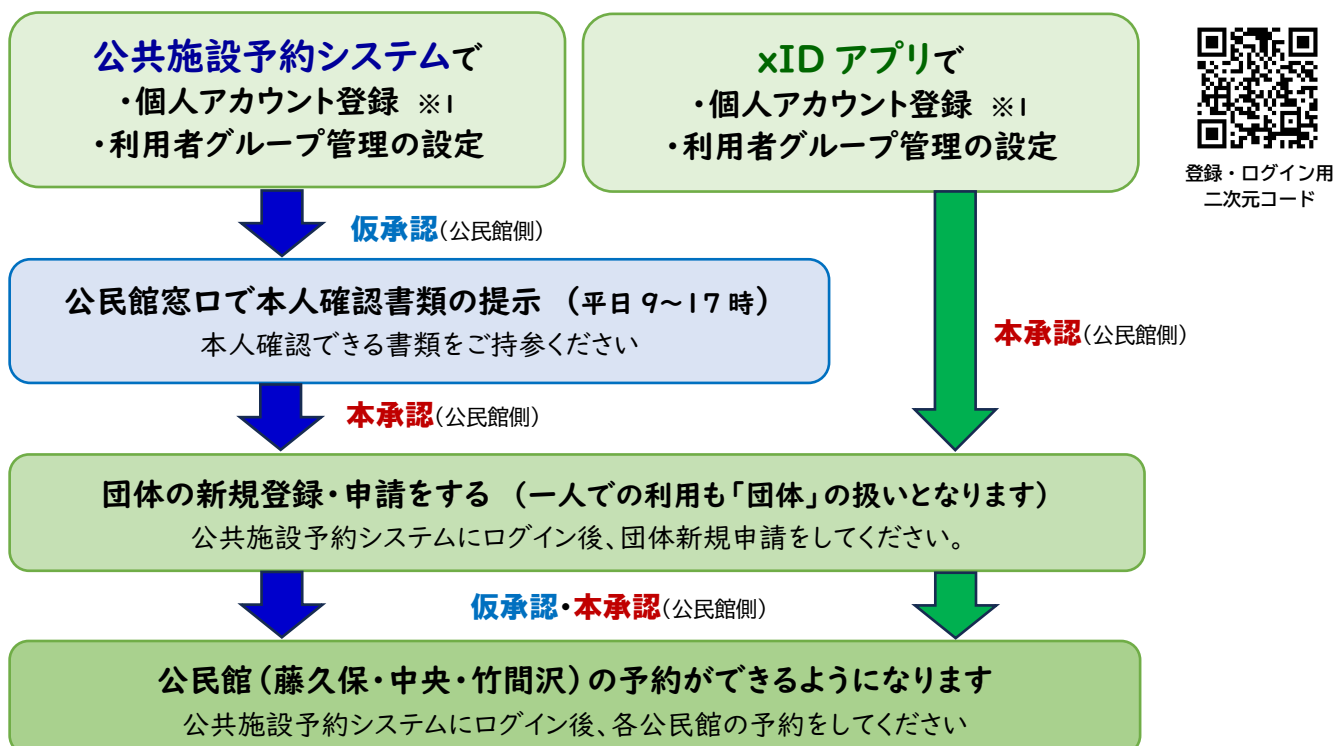 公共施設予約システムで
・個人アカウント登録 ※1
・利用者グループ管理の設定
xID アプリで
・個人アカウント登録 ※1
・利用者グループ管理の設定
登録・ログイン用
二次元コード
仮承認(公民館側)
公民館窓口で本人確認書類の提示 (平日9~17時)
本人確認できる書類をご持参ください
本承認(公民館側)
本承認(公民館側)
団体の新規登録・申請をする (一人での利用も「団体」の扱いとなります)
公共施設予約システムにログイン後、団体新規申請をしてください。
仮承認・本承認(公民館側)
公民館(藤久保・中央・竹間沢)の予約ができるようになります
公共施設予約システムにログイン後、各公民館の予約をしてください